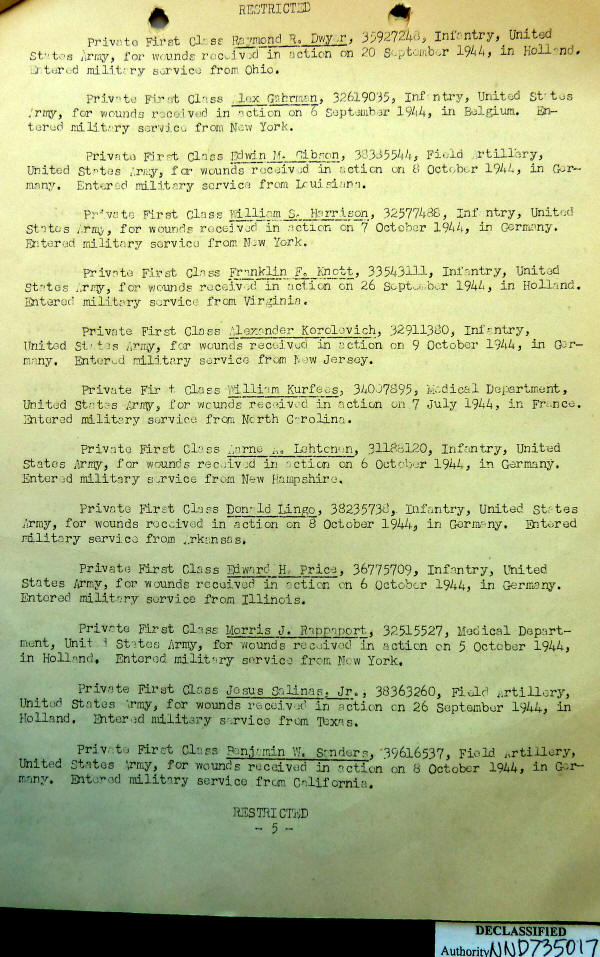 RESTRICTED
Private First Class Raymond R. Dwyer, 35927248, Infantry, United
States Army, for wounds received in action on 20 September 1944, in Holland.
Entered military service from Ohio.
Private First Class Alex Gahrman, 32619035, Infantry, United States
Army, for wounds received in action on 6 September 1944, in Belgium. En-
tered military service from New York.
Private First Class Edwin M. Gibson, 38385544, Field Artillery,
United States Army, for wounds received in action on 8 October 1944, in Ger-
many. Entered military service from Louisiana.
Private First Class William S. Harrison, 32577488, Infantry, United
States Army, for wounds received in action on 7 October 1944, in Germany.
Entered military service from New York.
Private First Class Franklin F. Knott, 33543111, Infantry, United
States Army, for wounds received in action on 26 September 1944, in Holland.
Entered military service from Virginia.
Private First Class Alexander Korolovich, 32911380, Infantry,
United States Army, for wounds received in action on 9 October 1944, in Ger-
many. Entered military service from New Jersey.
Private First Class William Kurfees, 34007895, Medical Department,
United States Army, for wounds received in action on 7 July 1944, in France.
Entered military service from North Carolina.
Private First Class Aarne Lehtonen, 31188120, Infantry, United
States Army, for wounds received in action on 6 October 1944, in Germany.
Entered military service from New Hampshire.
Private First Class Donald Lingo, 38235738, Infantry, United States
Army, for wounds received in action on 8 October 1944, in Germany. Entered
military service from Arkansas.
Private First Class Edward H. Price, 36775709, Infantry, United
States Army, for wounds received in action on 6 October 1944, in Germany.
Entered military service from Illinois.
Private First Class Morris J. Rappaport, 32515527, Medical Depart-
ment, United States Army, for wounds received in action on 5 October 1944,
in Holland. Entered military service from New York.
Private First Class Jesus Salinas, Jr., 38363260, Field Artillery,
United States Army, for wounds received in action on 26 September 1944, in
Holland. Entered military service from Texas.
Private First Class Benjamin W. Sanders, 39616537, Field Artillery,
United States Army, for wounds received in action on 8 October 1944, in Ger-
many. Entered military service from California.
RESTRICTED
- 5 -
DECLASSIFIED
Authority NND735017